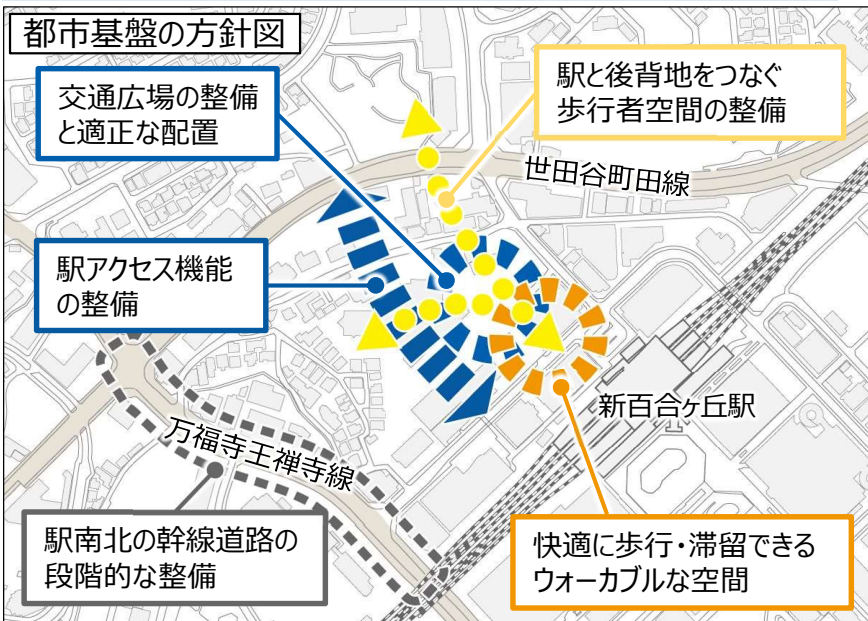 都市基盤の方針図
交通広場の整備
と適正な配置
駅と後背地をつなぐ
歩行者空間の整備
世田谷町田線
駅アクセス機能
の整備
新百合ヶ丘駅
万福寺王禅寺線
駅南北の幹線道路の
段階的な整備
快適に歩行・滞留できる
ウォーカブルな空間